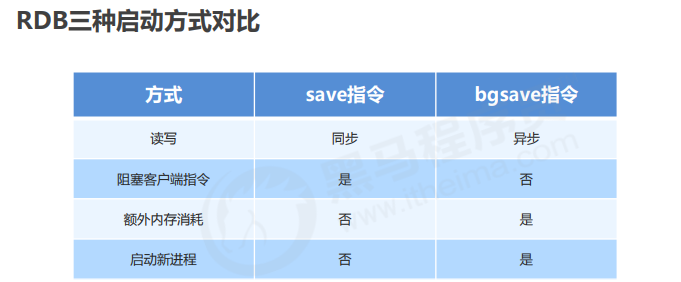 RDB三种启动方式对比
方式 save指令 bgsave指令
读写 同步 异步
阻塞客户端指令 是 否
额外内存消耗 否 是
启动新进程 否 是
黑马程序员
www.itheima.com